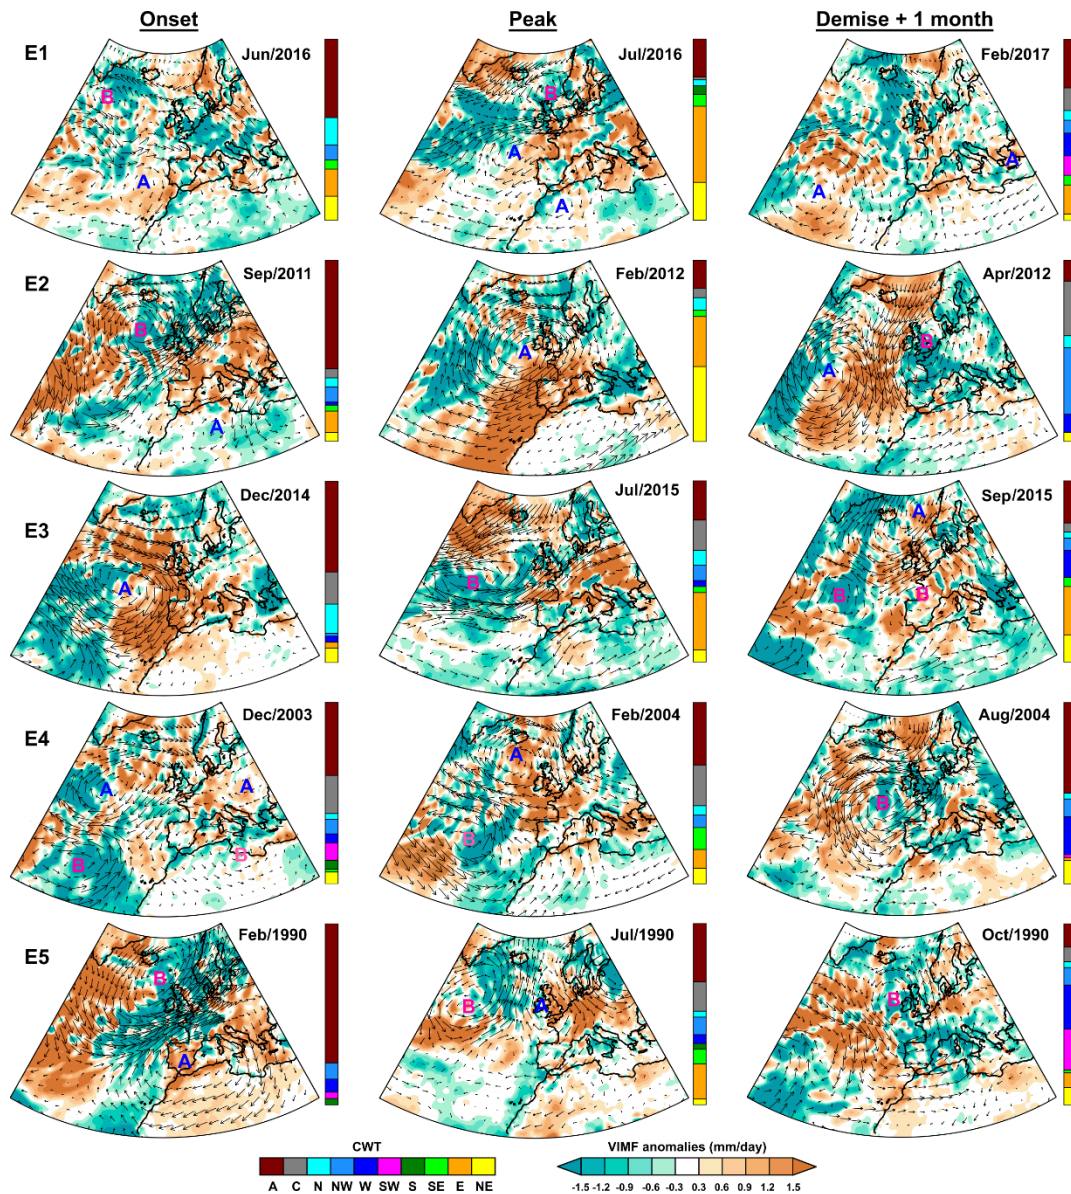 Onset Peak Demise + 1 month
E1 Jun/2016 Jul/2016 Feb/2017
B B
A A A
A A
E2 Sep/2011 Feb/2012 Apr/2012
B A B
A A
E3 Dec/2014 Jul/2015 Sep/2015
A
A B B B
E4 Dec/2003 Feb/2004 Aug/2004
A A A B
B B B
E5 Feb/1990 Jul/1990 Oct/1990
B B A B
A
CWT VIMF anomalies (mm/day)
A C N NW W SW S SE E NE -1.5 -1.2 -0.9 -0.6 -0.3 0.3 0.6 0.9 1.2 1.5